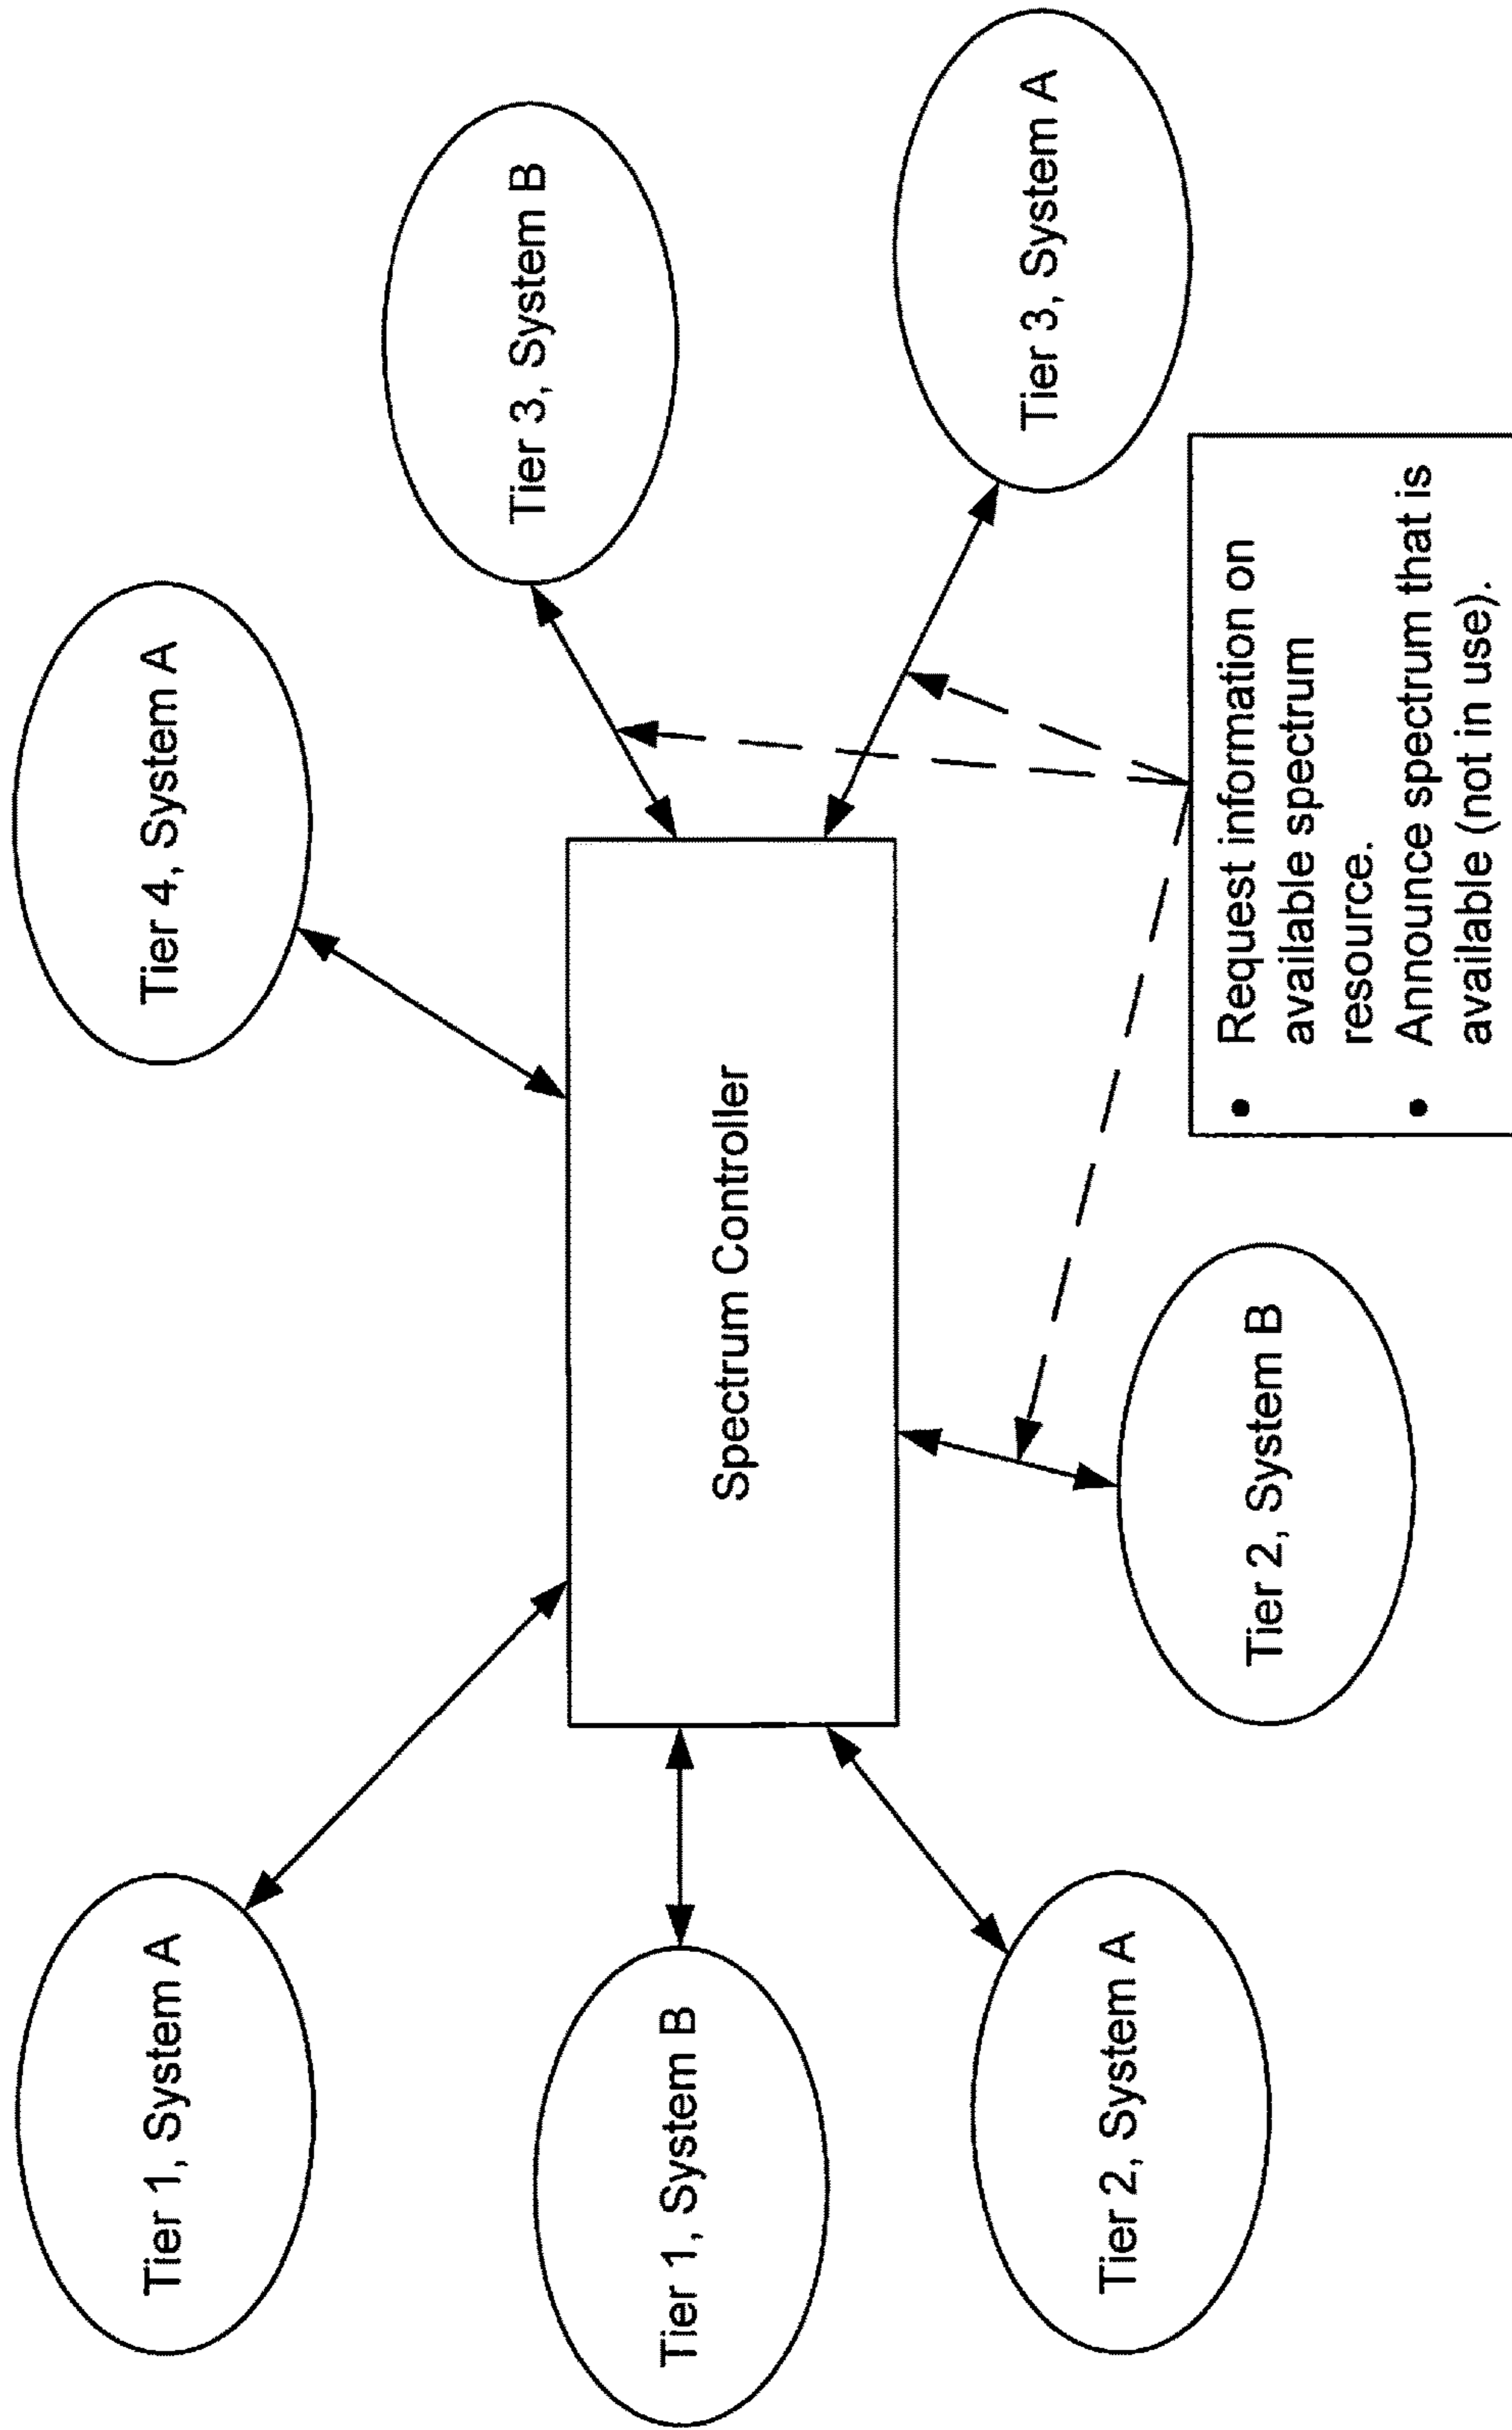 Tier 1, System A
Tier 4, System A
Tier 3, System B
Tier 1, System B
Spectrum Controller
Tier 2, System A
Tier 2, System B
Tier 3, System A
• Request information on
available spectrum
resource.
• Announce spectrum that is
available (not in use).